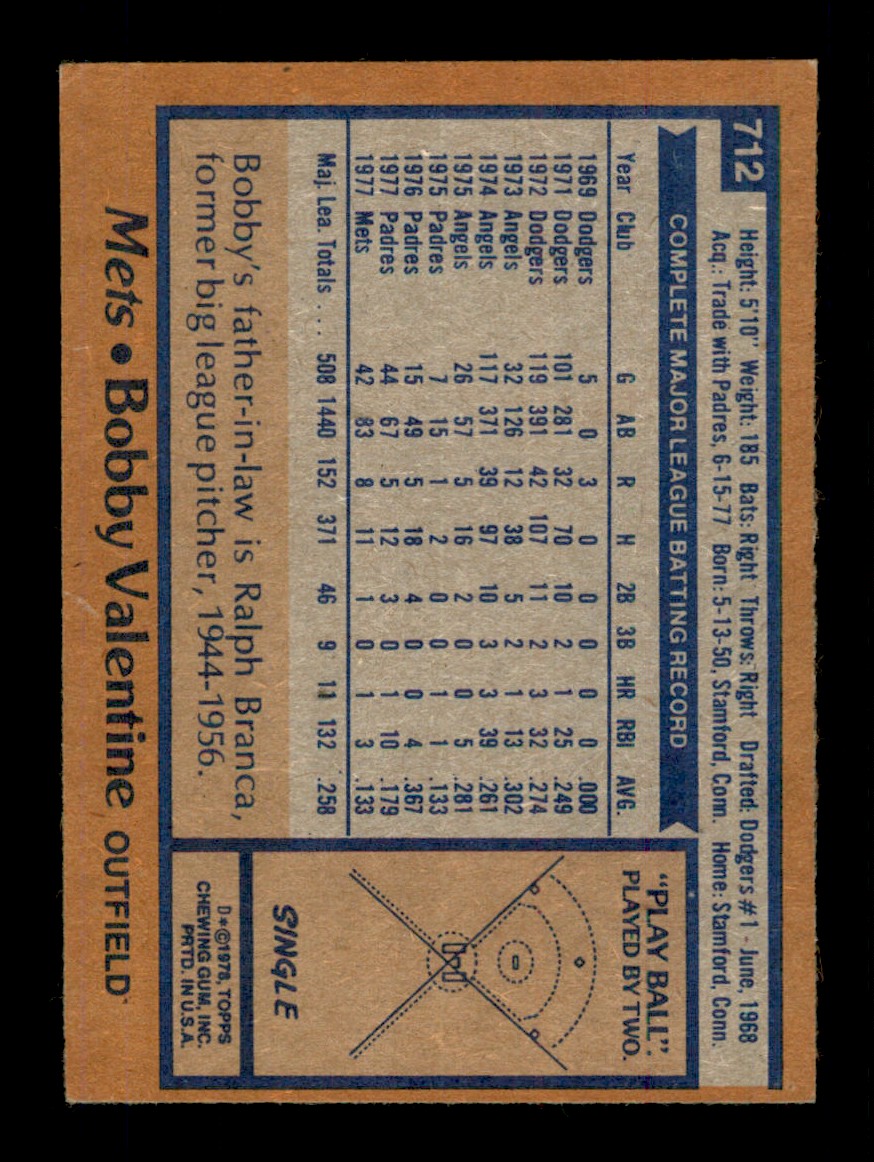 712
Height: 5'10" Weight: 185 Bats: Right Throws: Right Drafted: Dodgers #1 - June, 1968
Acq.: Trade with Padres, 6-15-77 Born: 5-13-50, Stamford, Conn. Home: Stamford, Conn.
COMPLETE MAJOR LEAGUE BATTING RECORD
Year Club G AB R H 2B 3B HR RBI AVG.
1969 Dodgers 5 0 3 0 0 0 0 0 .000
1971 Dodgers 101 281 32 70 10 2 1 25 .249
1972 Dodgers 119 391 42 107 11 2 3 32 .274
1973 Angels 32 126 12 38 5 2 1 13 .302
1974 Angels 117 371 39 97 10 3 3 39 .261
1975 Angels 26 57 5 16 2 0 0 5 .281
1975 Padres 7 15 1 2 0 0 1 1 .133
1976 Padres 15 49 5 18 4 0 0 4 .367
1977 Padres 44 67 5 12 3 0 1 10 .179
1977 Mets 42 83 8 11 1 0 1 3 .133
Maj. Lea. Totals . . . 508 1440 152 371 46 9 11 132 .258
Bobby's father-in-law is Ralph Branca,
former big league pitcher, 1944-1956.
"PLAY BALL".
PLAYED BY TWO.
SINGLE
D*©1978, TOPPS
CHEWING GUM, INC.
PRTD. IN U.S.A.
Mets • Bobby Valentine OUTFIELD